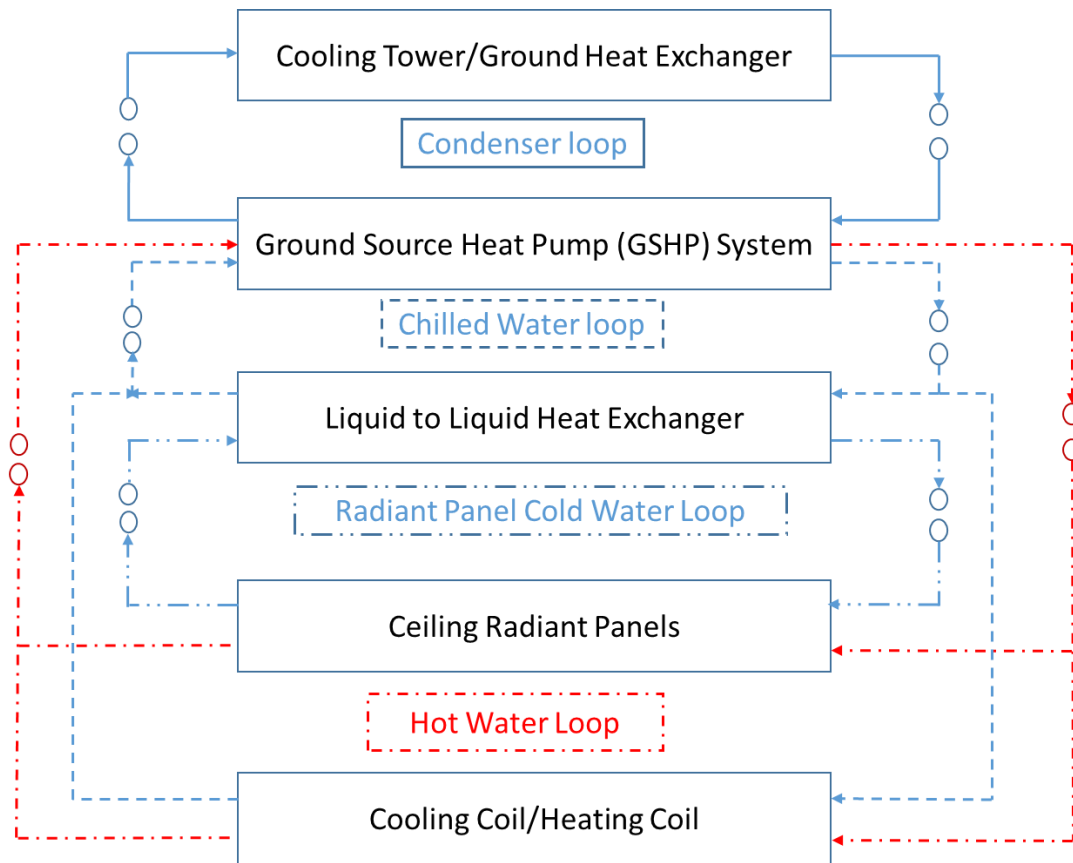 Cooling Tower/Ground Heat Exchanger
Condenser loop
Ground Source Heat Pump (GSHP) System
Chilled Water loop
Liquid to Liquid Heat Exchanger
Radiant Panel Cold Water Loop
Ceiling Radiant Panels
Hot Water Loop
Cooling Coil/Heating Coil